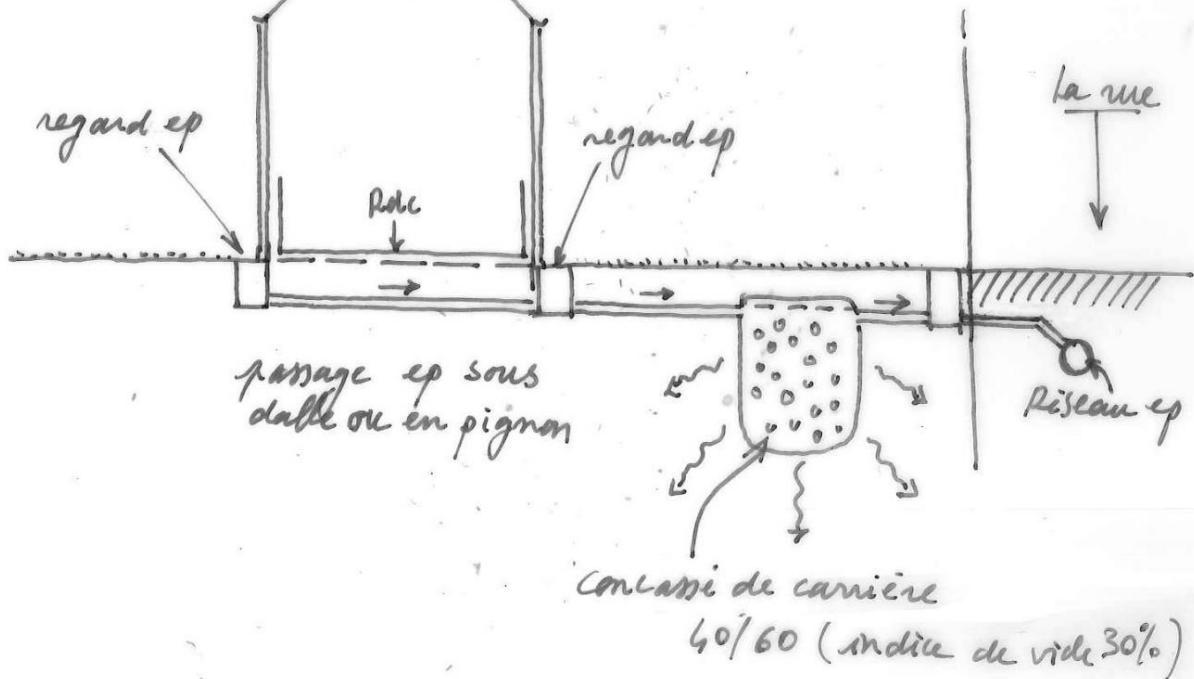 La rue
regard ep
regard ep
Rdc
passage ep sous
dalle ou en pignon
Réseau ep
concassé de carrière
40/60 (indice de vide 30%)